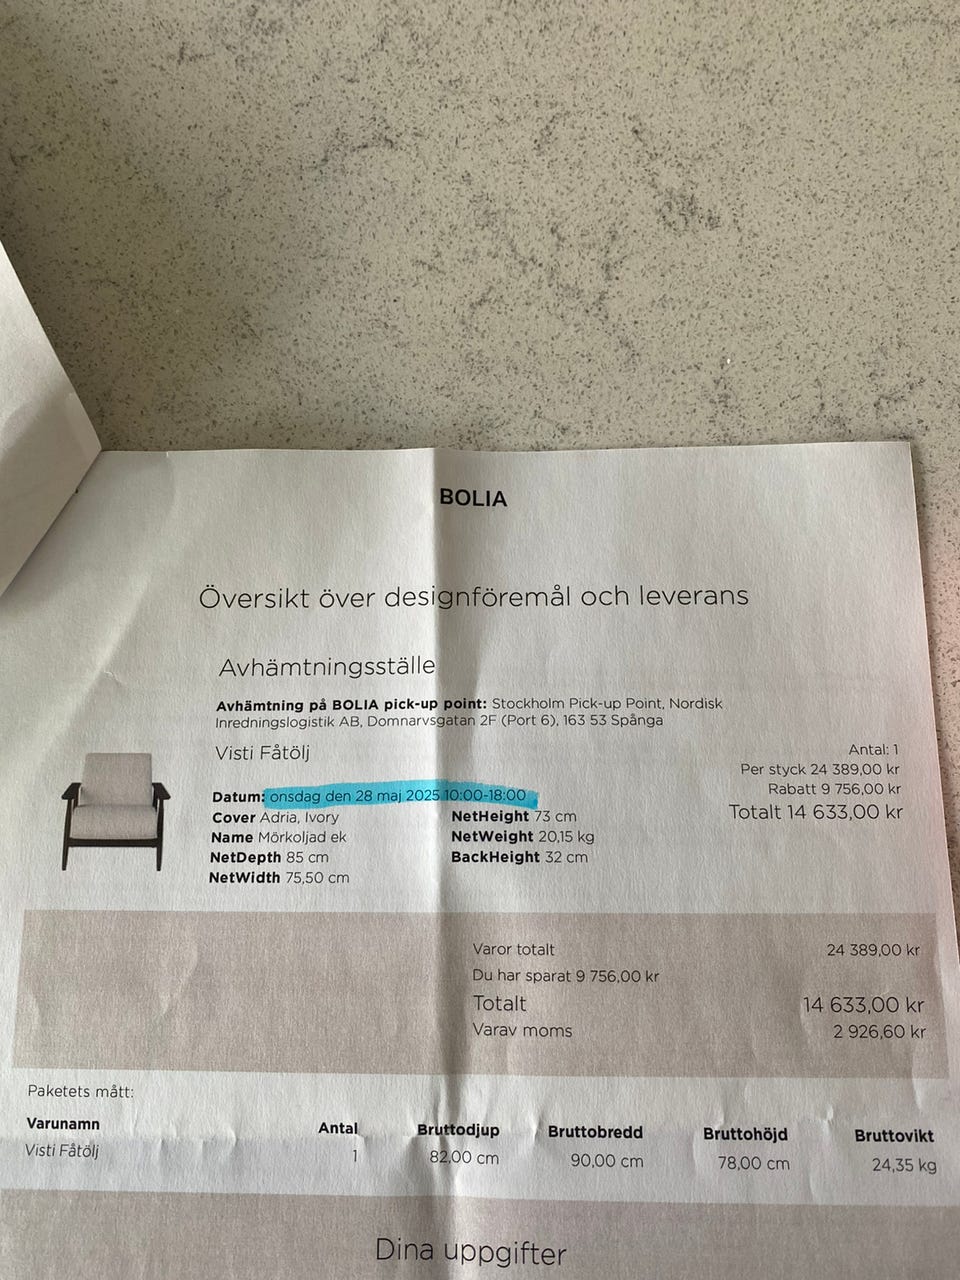 BOLIA
Översikt över designföremål och leverans
Avhämtningsställe
Avhämtning på BOLIA pick-up point: Stockholm Pick-up Point, Nordisk
Inredningslogistik AB, Domnarvsgatan 2F (Port 6), 163 53 Spånga
Visti Fåtölj
Antal: 1
Per styck 24 389,00 kr
Rabatt 9 756,00 kr
Totalt 14 633,00 kr
Datum: onsdag den 28 maj 2025 10:00-18:00
Cover Adria, Ivory NetHeight 73 cm
Name Mörkoljad ek NetWeight 20,15 kg
NetDepth 85 cm BackHeight 32 cm
NetWidth 75,50 cm
Varor totalt 24 389,00 kr
Du har sparat 9 756,00 kr
Totalt 14 633,00 kr
Varav moms 2 926,60 kr
Paketets mått:
Varunamn Antal Bruttodjup Bruttobredd Bruttohöjd Bruttovikt
Visti Fåtölj 1 82,00 cm 90,00 cm 78,00 cm 24,35 kg
Dina uppgifter